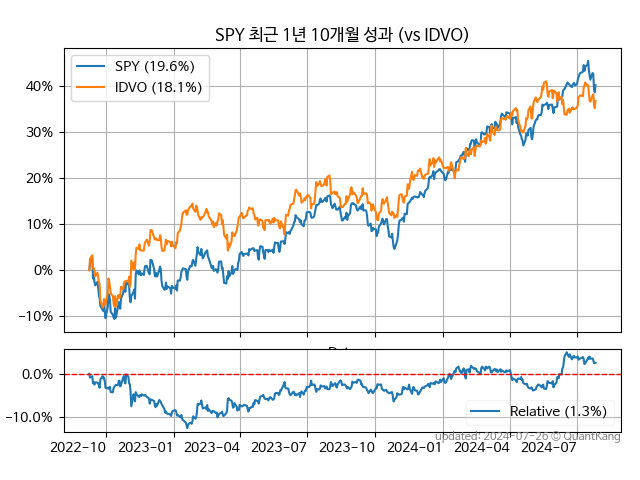 SPY 최근 1년 10개월 성과 (vs IDVO)
SPY (19.6%)
IDVO (18.1%)
40%
30%
20%
10%
0%
−10%
0.0%
−10.0%
Relative (1.3%)
updated: 2024-07-26 © QuantKang
2022-10 2023-01 2023-04 2023-07 2023-10 2024-01 2024-04 2024-07